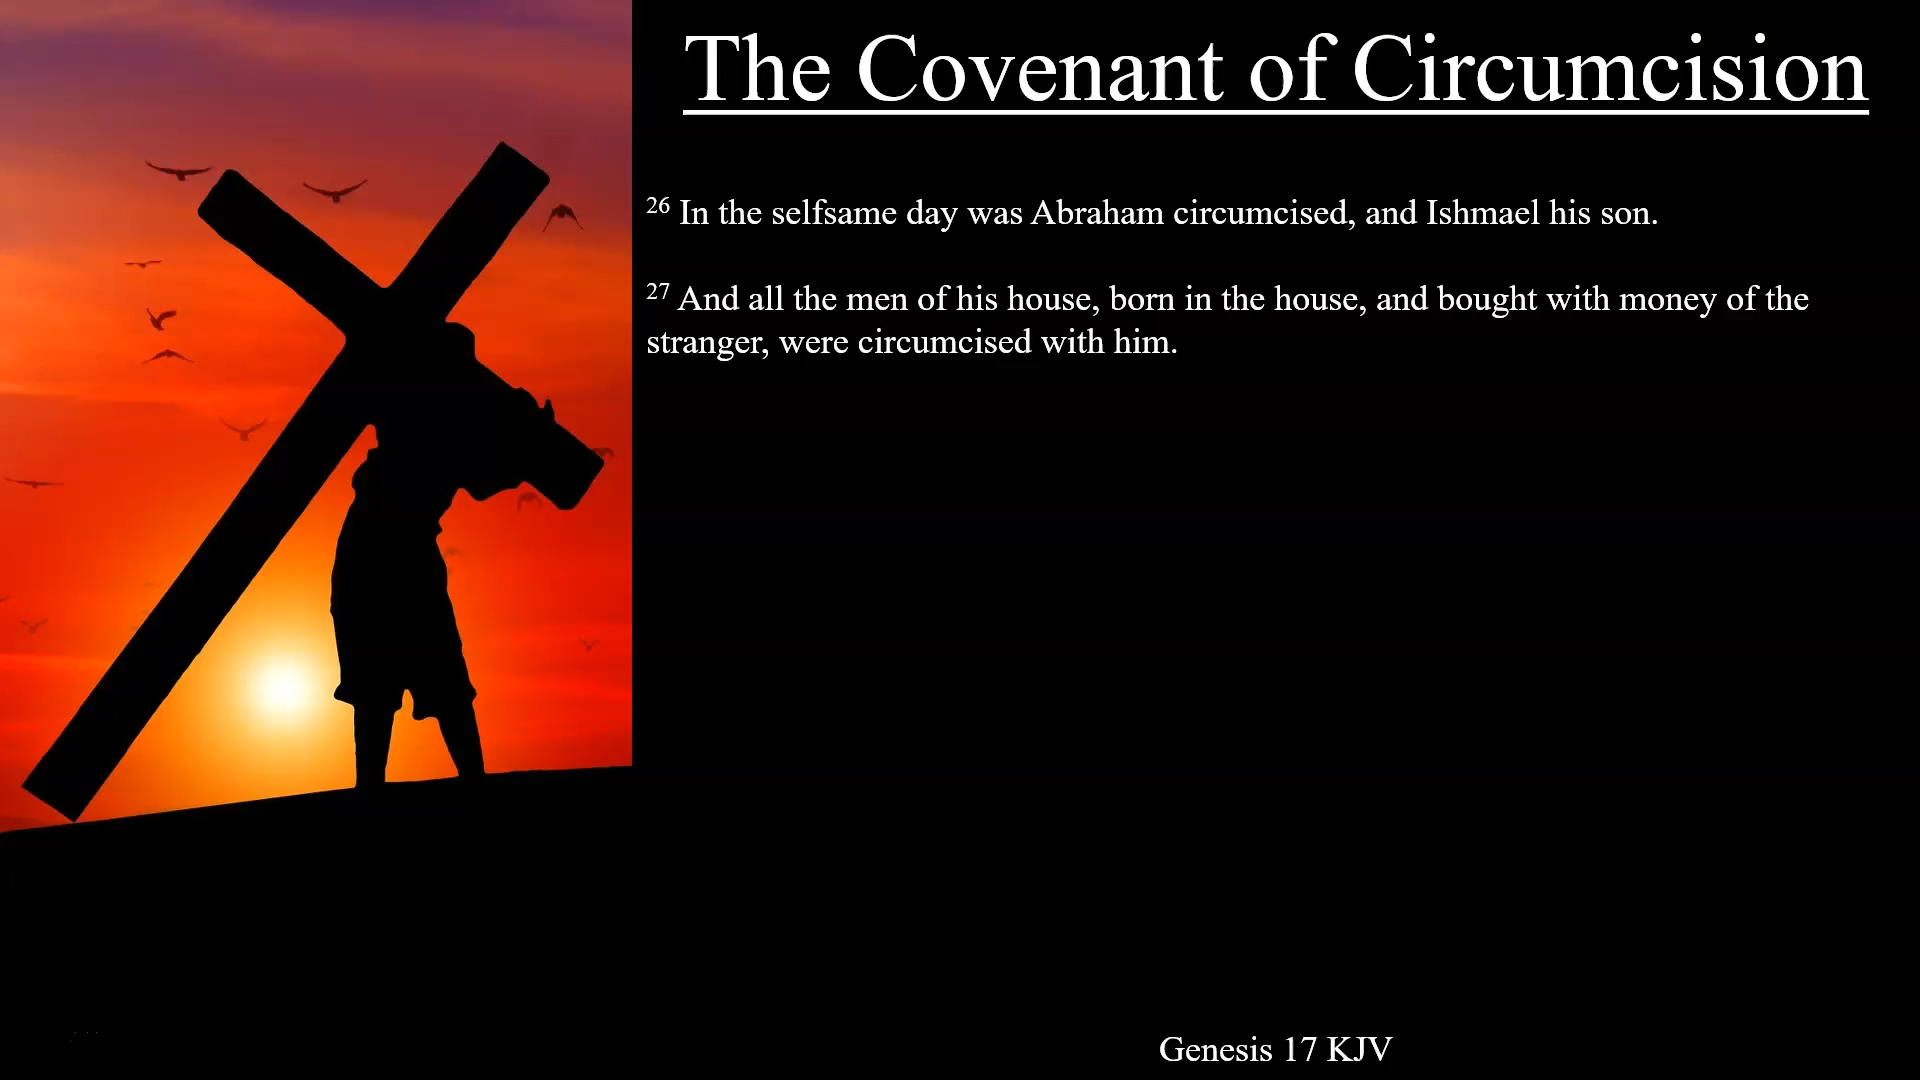 The Covenant of Circumcision
26 In the selfsame day was Abraham circumcised, and Ishmael his son.
27 And all the men of his house, born in the house, and bought with money of the
stranger, were circumcised with him.
Genesis 17 KJV